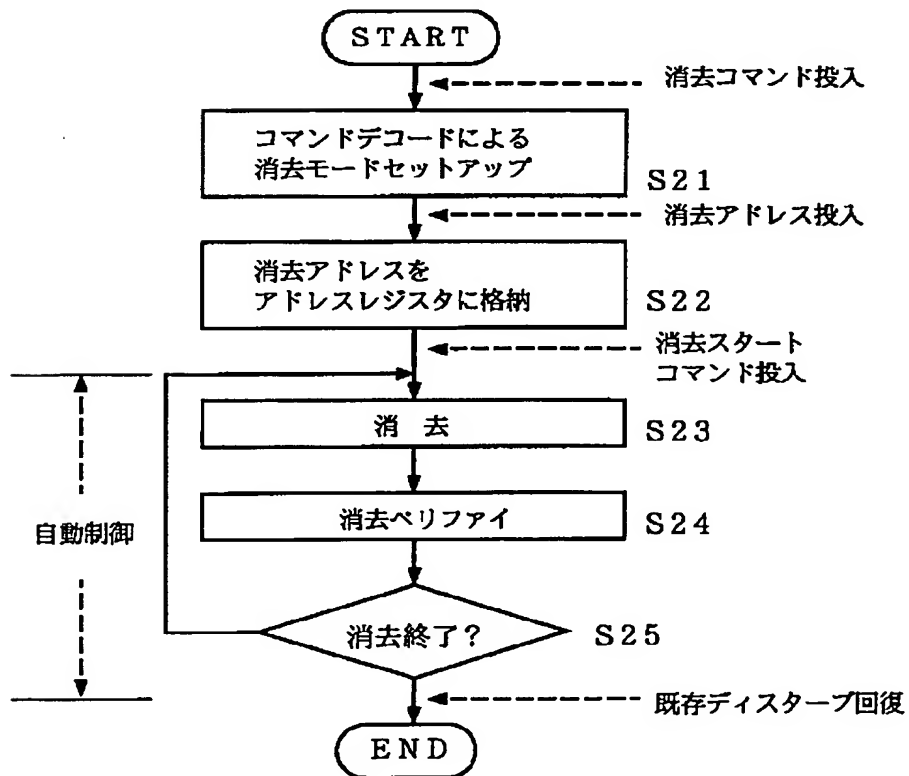 START
消去コマンド投入
コマンドデコードによる
消去モードセットアップ
S21
消去アドレス投入
消去アドレスを
アドレスレジスタに格納
S22
消去スタート
コマンド投入
消 去
S23
消去ベリファイ
S24
自動制御
消去終了?
S25
既存ディスターブ回復
END